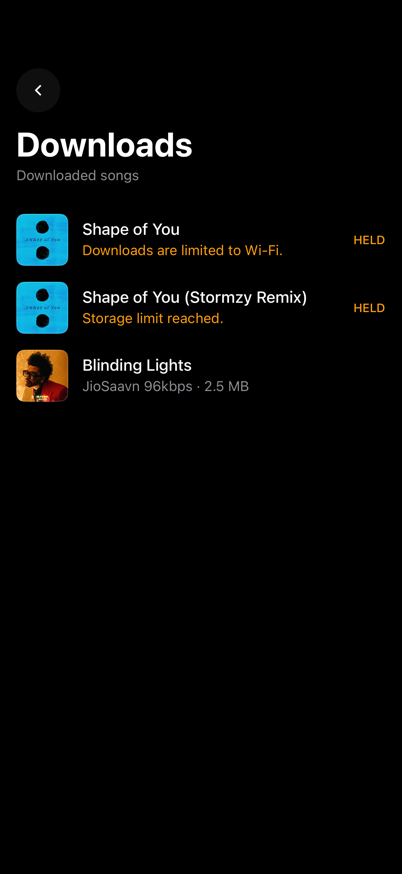 Downloads
Downloaded songs
Shape of You
Downloads are limited to Wi-Fi.
HELD
Shape of You (Stormzy Remix)
Storage limit reached.
HELD
Blinding Lights
JioSaavn 96kbps · 2.5 MB